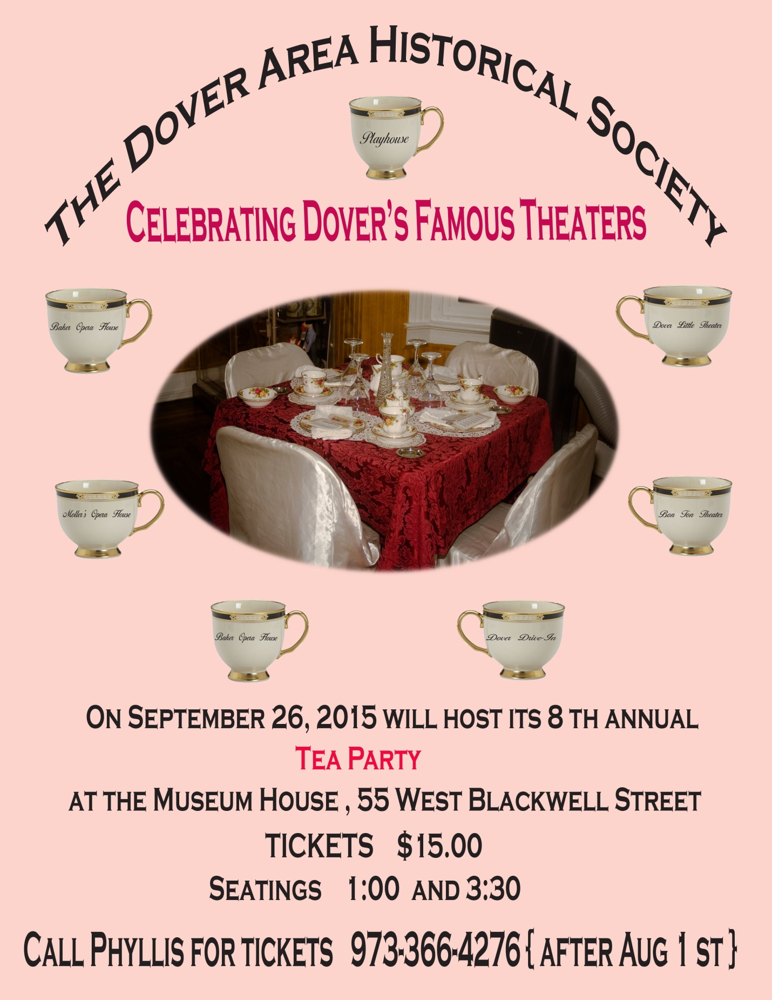 The Dover Area Historical Society
Playhouse
Celebrating Dover's Famous Theaters
Baker Opera House
Dover Little Theater
Moller's Opera House
Bon Ton Theater
Baker Opera House
Dover Drive-In
On September 26, 2015 will host its 8 th annual
Tea Party
at the Museum House , 55 West Blackwell Street
TICKETS $15.00
Seatings 1:00 and 3:30
Call Phyllis for tickets 973-366-4276 { after Aug 1 st }